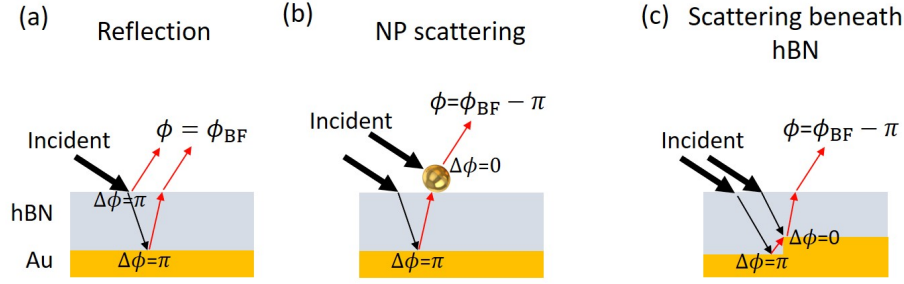 (a)
Reflection
Incident
ϕ = ϕBF
Δϕ=π
hBN
Au
Δϕ=π
(b)
NP scattering
Incident
ϕ=ϕBF − π
Δϕ=0
Δϕ=π
(c)
Scattering beneath
hBN
Incident
ϕ=ϕBF − π
Δϕ=0
Δϕ=π